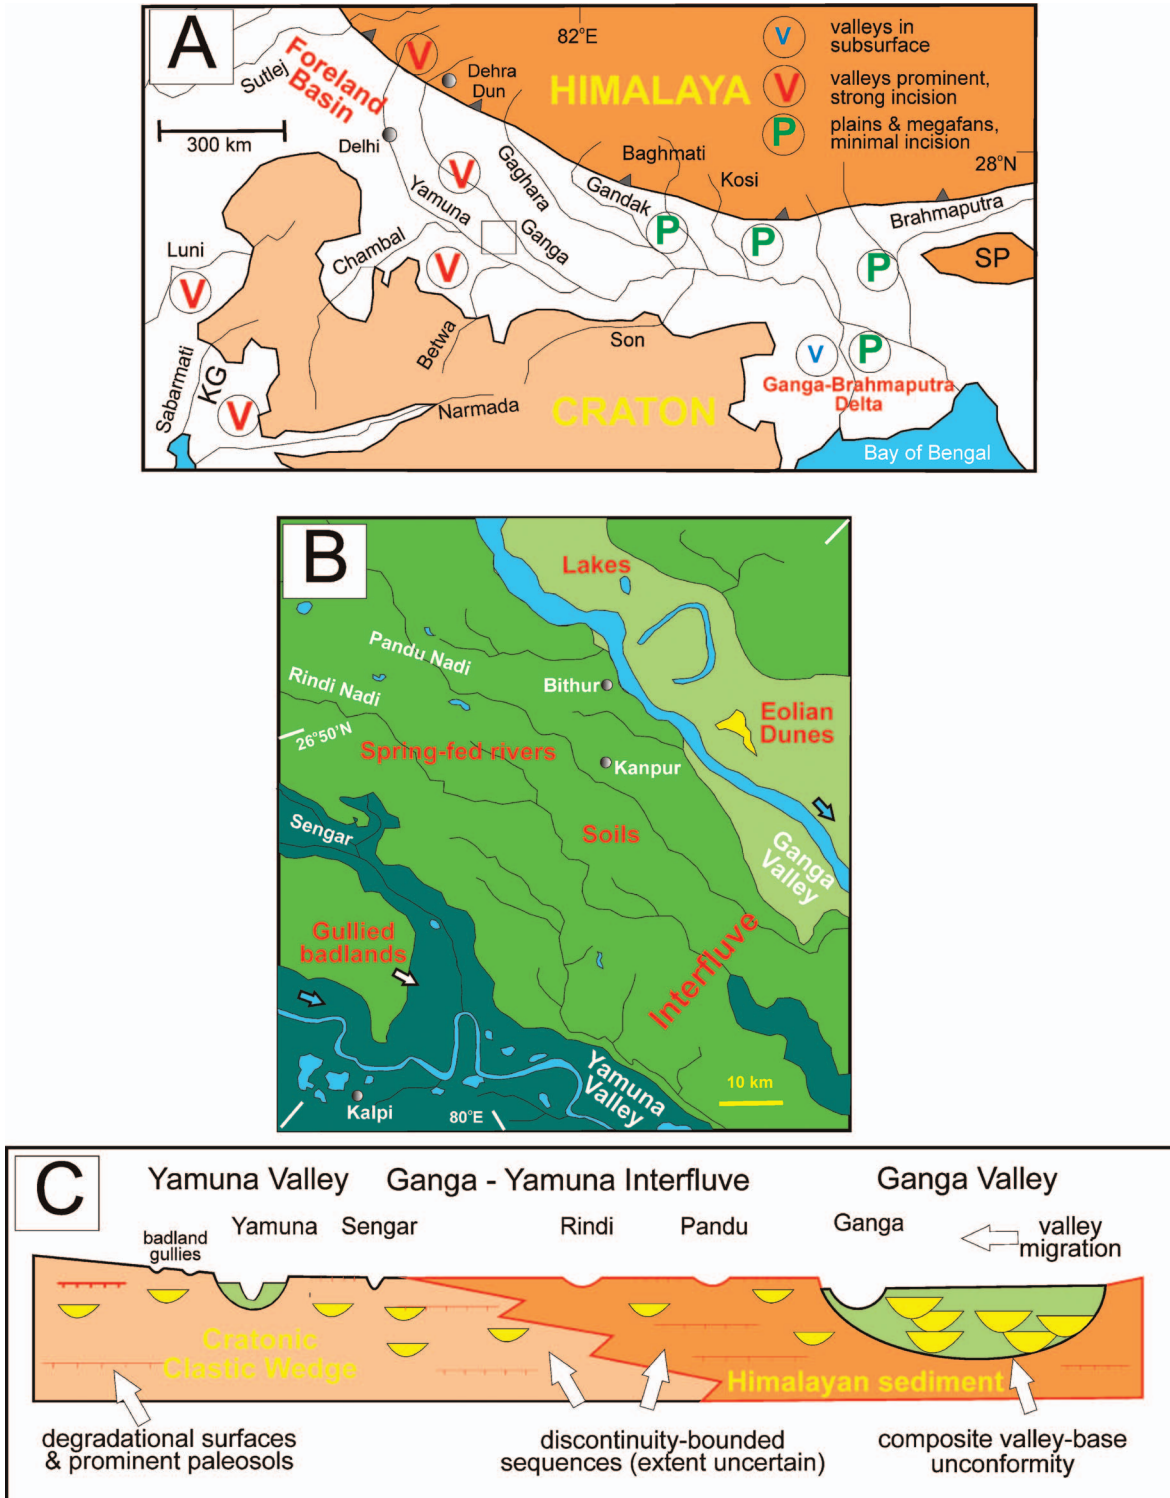 A
82°E
V valleys in
subsurface
V valleys prominent,
strong incision
P plains & megafans,
minimal incision
HIMALAYA
28°N
Sutlej
Foreland
Basin
V
Dehra
Dun
300 km
Delhi
V
Gaghara
Baghmati
Kosi
Gandak
Yamuna
Ganga
P
P
P
Brahmaputra
SP
Luni
V
Chambal
V
Betwa
Son
V
P
Ganga-Brahmaputra
Delta
Sabarmati
KG
V
Narmada
CRATON
Bay of Bengal
B
Lakes
Pandu Nadi
Rindi Nadi
Bithur
Eolian
Dunes
26°50'N
Spring-fed rivers
Kanpur
Sengar
Soils
Ganga
Valley
Gullied
badlands
Interfluve
Yamuna
Valley
10 km
Kalpi
80°E
C
Yamuna Valley
Ganga - Yamuna Interfluve
Ganga Valley
badland
gullies
Yamuna
Sengar
Rindi
Pandu
Ganga
valley
migration
Cratonic
Clastic Wedge
Himalayan sediment
degradational surfaces
& prominent paleosols
discontinuity-bounded
sequences (extent uncertain)
composite valley-base
unconformity